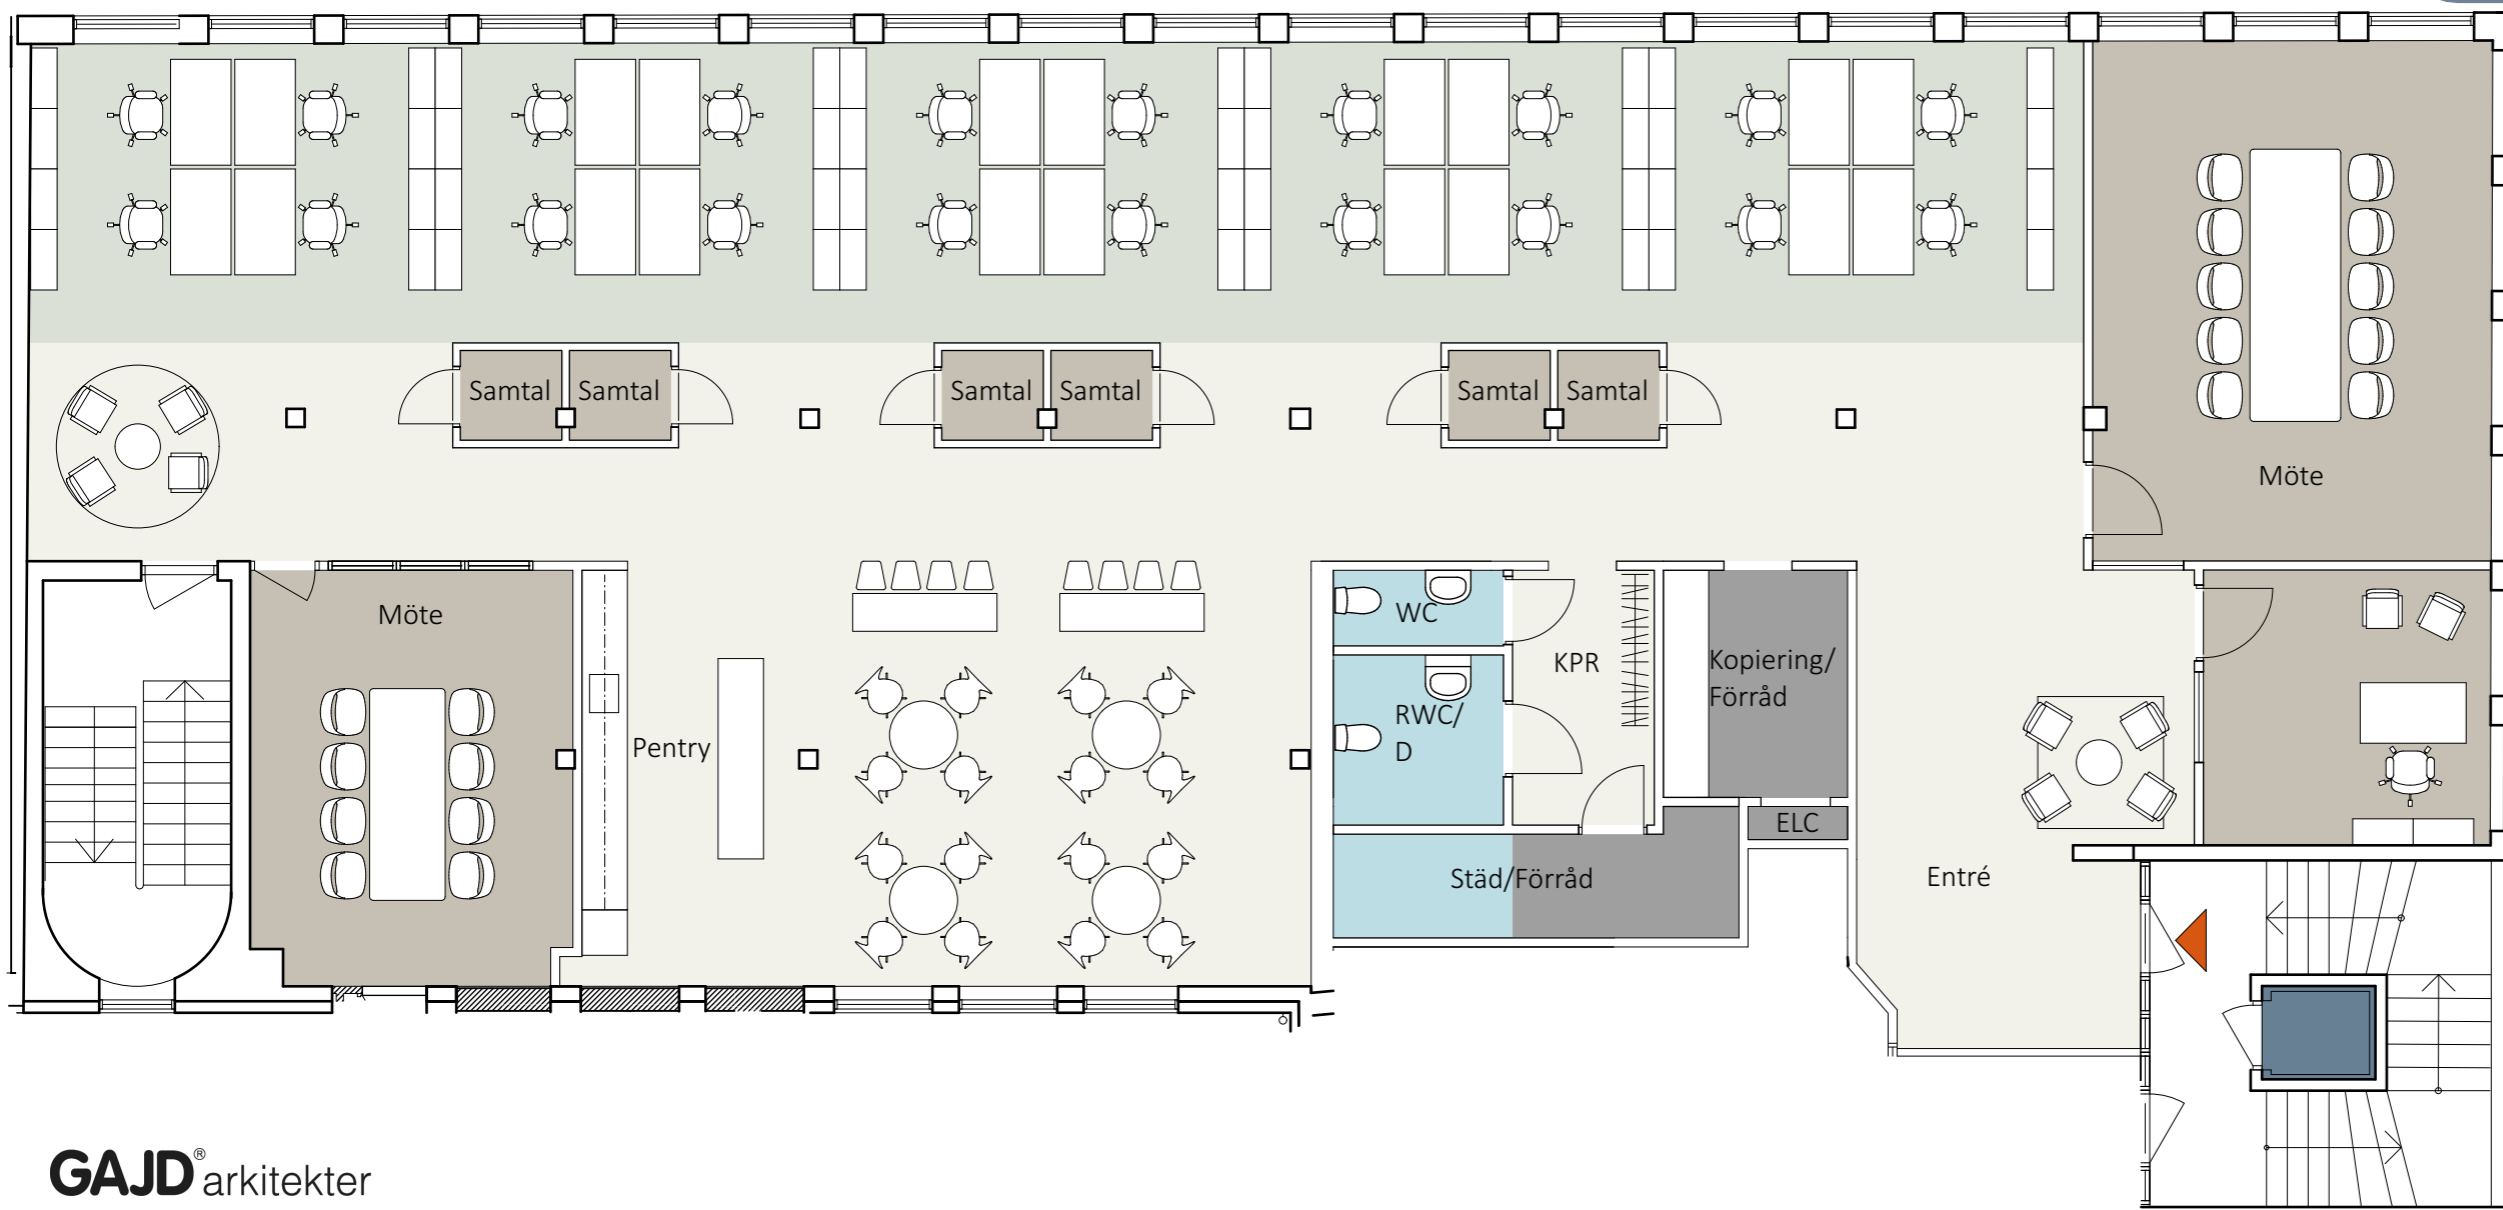 Samtal
Samtal
Samtal
Samtal
Samtal
Samtal
Möte
Möte
WC
KPR
Kopiering/
Förråd
RWC/
D
Pentry
ELC
Städ/Förråd
Entré
GAJD® arkitekter